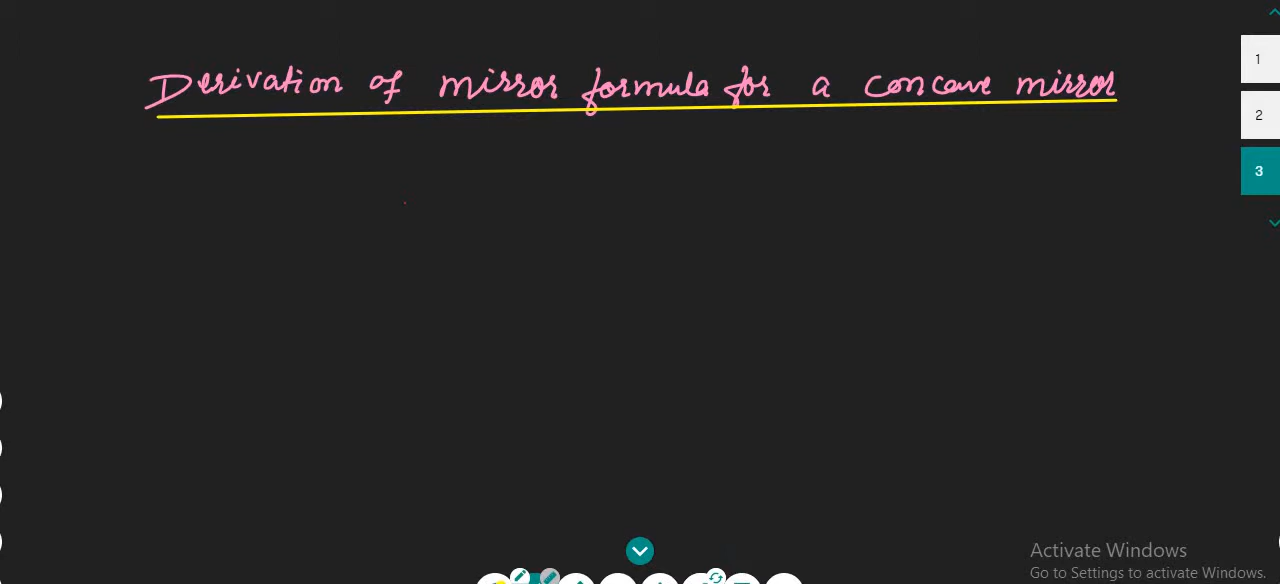 Derivation of mirror formula for a concave mirror
1
2
3
Activate Windows
Go to Settings to activate Windows.